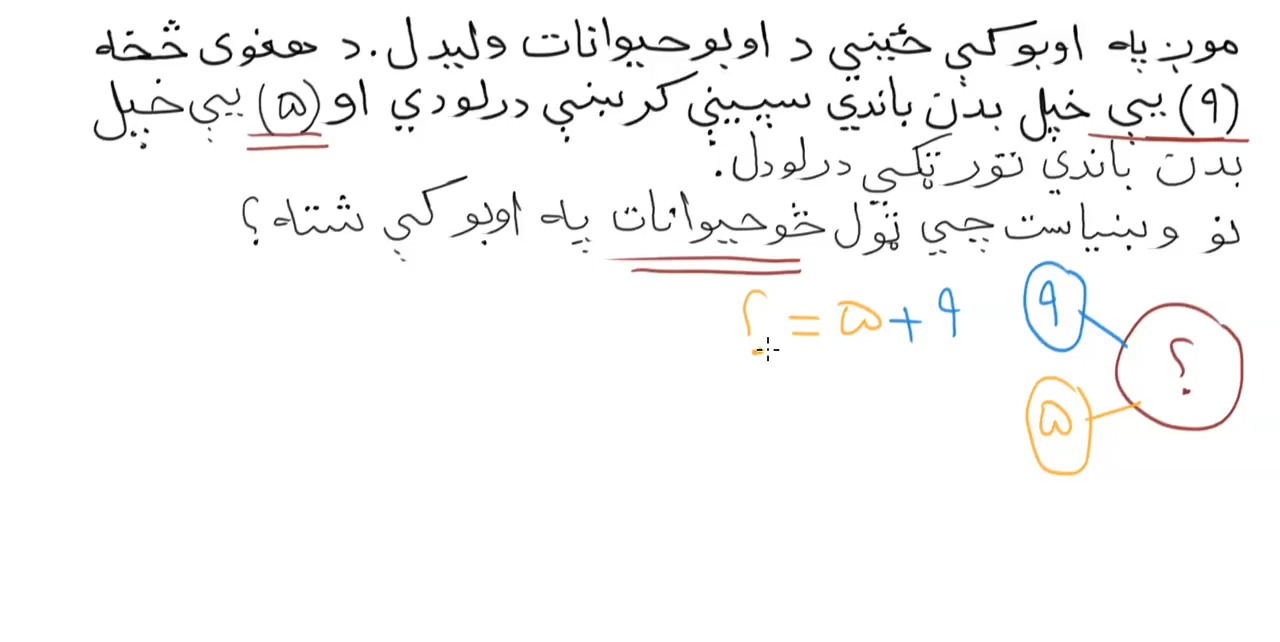 موږ په اوبو کې ځینې د اوبو حیوانات ولیدل. د هغوی څخه
(۹) یې خپل بدن باندې سپینې کرښې درلودې او (۵) یې خپل
بدن باندې تور ټکي درلودل.
نو وښیاست چې ټول څو حیوانات په اوبو کې شته؟
؟ = ۵ + ۹
۹
؟
۵